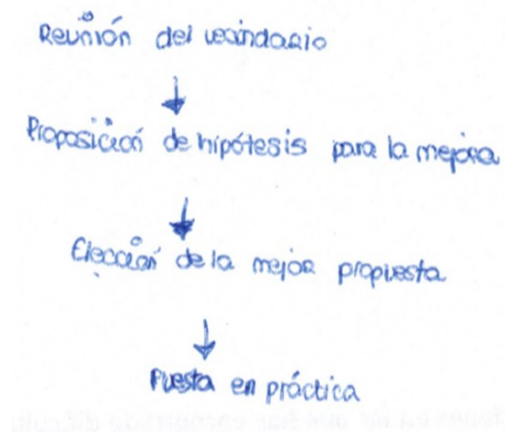 Reunión del vecindario
Proposición de hipótesis para la mejora
Elección de la mejor propuesta
Puesta en práctica